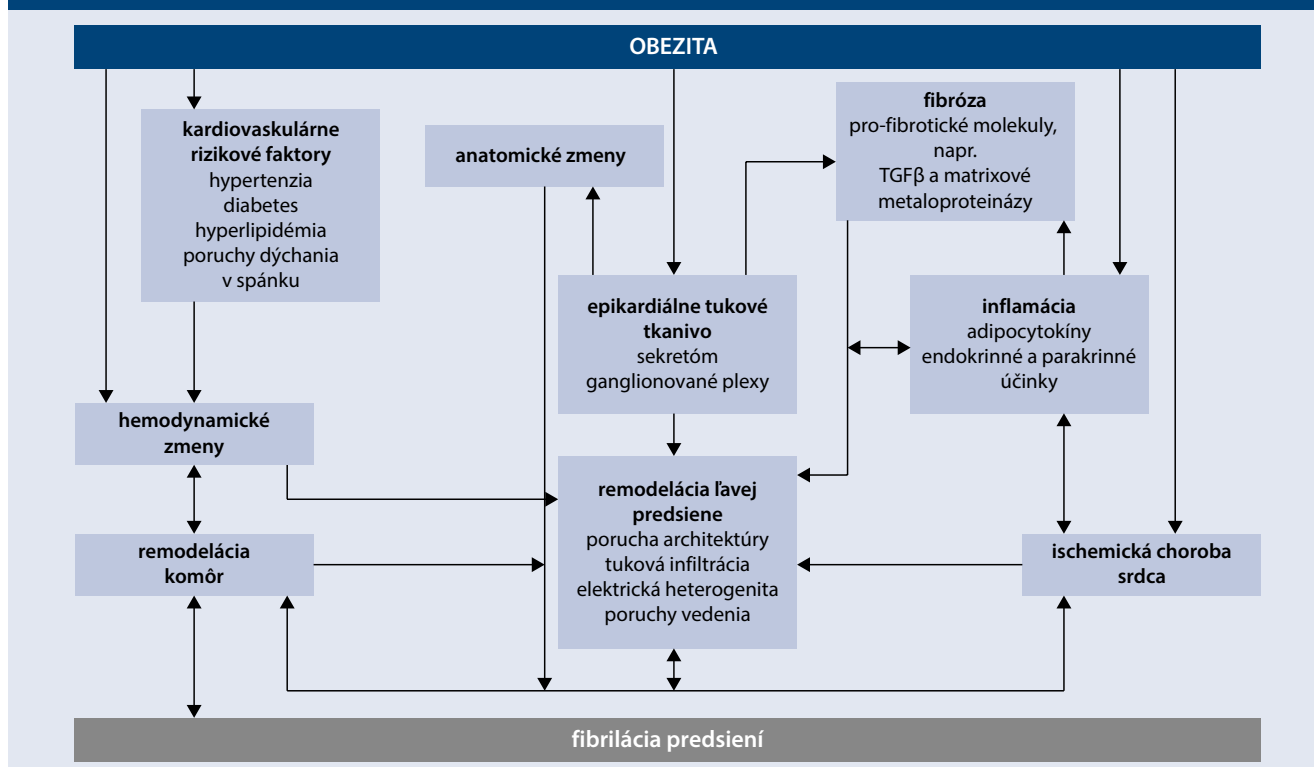 OBEZITA
kardiovaskulárne
rizikové faktory
hypertenzia
diabetes
hyperlipidémia
poruchy dýchania
v spánku
anatomické zmeny
fibróza
pro-fibrotické molekuly,
napr.
TGFβ a matrixové
metaloproteinázy
epikardiálne tukové
tkanivo
sekretóm
ganglionované plexy
inflamácia
adipocytokíny
endokrinné a parakrinné
účinky
hemodynamické
zmeny
remodelácia ľavej
predsiene
porucha architektúry
tuková infiltrácia
elektrická heterogenita
poruchy vedenia
remodelácia
komôr
ischemická choroba
srdca
fibrilácia predsiení